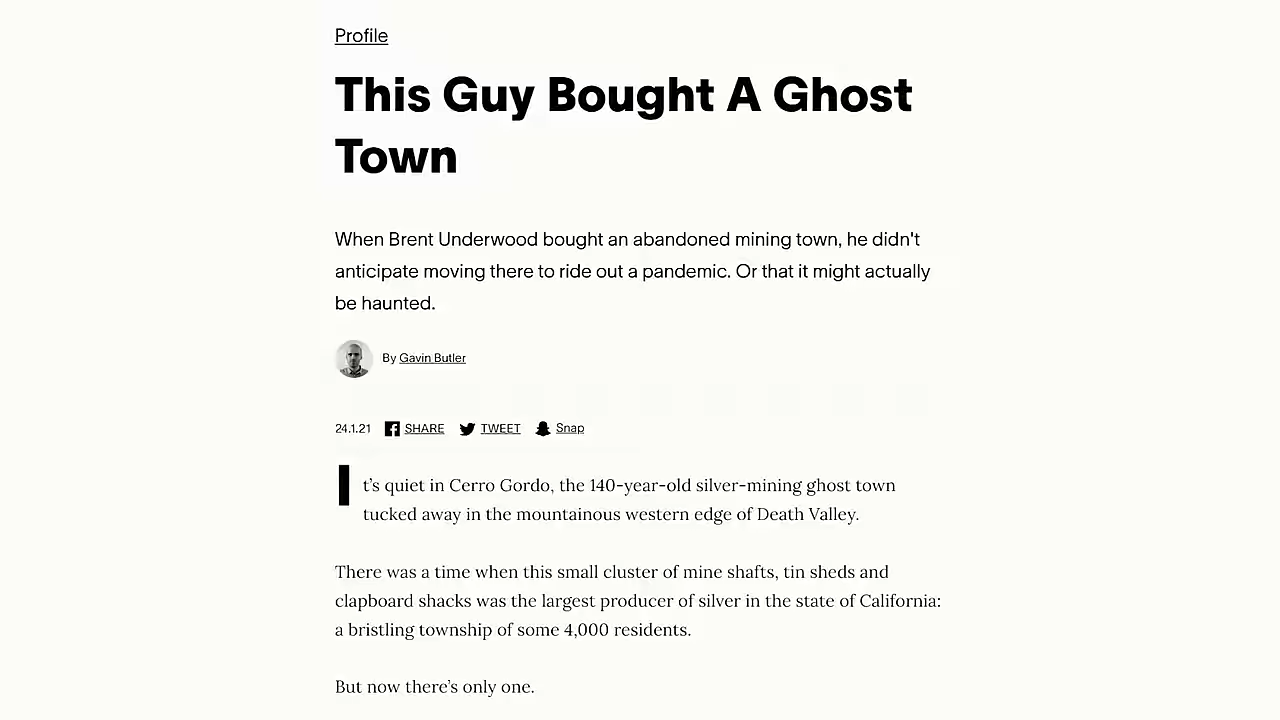 Profile
This Guy Bought A Ghost
Town
When Brent Underwood bought an abandoned mining town, he didn't
anticipate moving there to ride out a pandemic. Or that it might actually
be haunted.
By Gavin Butler
24.1.21 SHARE TWEET Snap
It’s quiet in Cerro Gordo, the 140-year-old silver-mining ghost town
tucked away in the mountainous western edge of Death Valley.
There was a time when this small cluster of mine shafts, tin sheds and
clapboard shacks was the largest producer of silver in the state of California:
a bristling township of some 4,000 residents.
But now there’s only one.